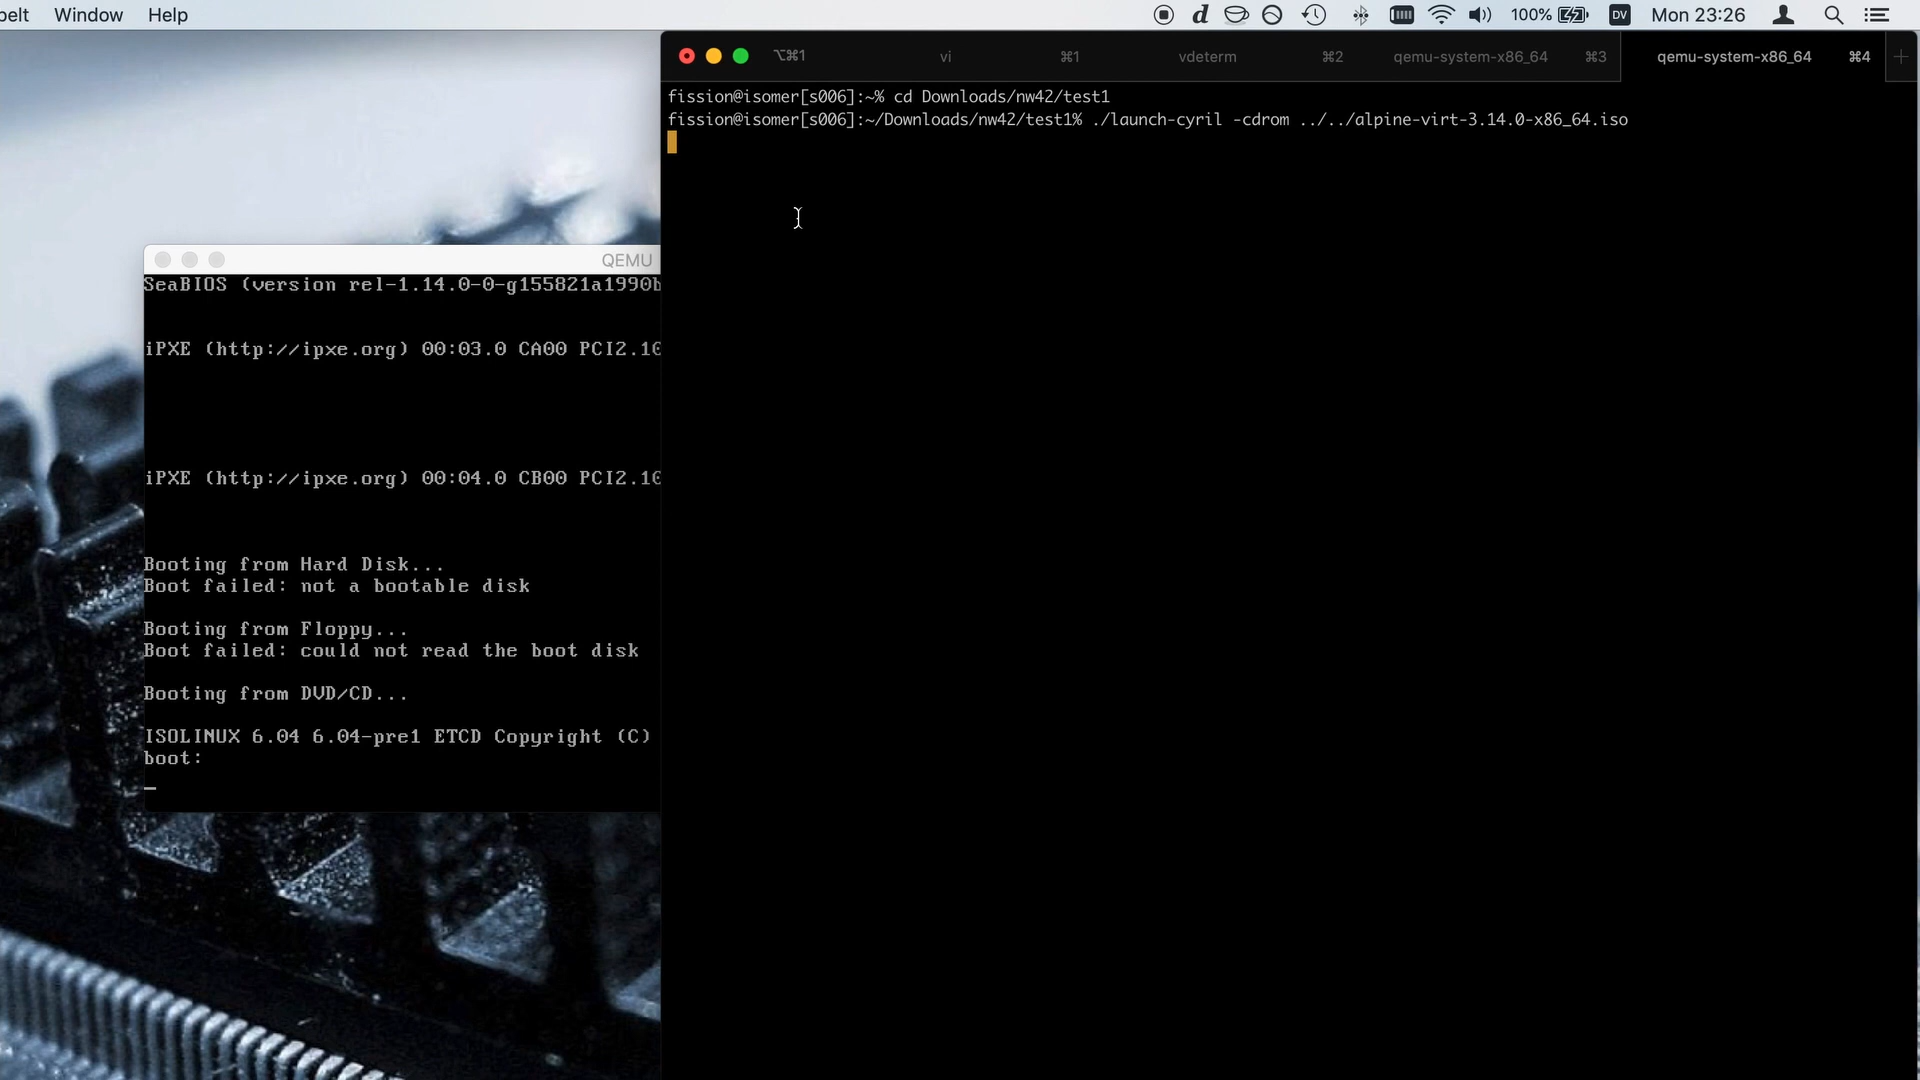 Window Help
d 100% DV Mon 23:26
⌥⌘1 vi ⌘1 vdeterm ⌘2 qemu-system-x86_64 ⌘3 qemu-system-x86_64 ⌘4 +
fission@isomer[s006]:~% cd Downloads/nw42/test1
fission@isomer[s006]:~/Downloads/nw42/test1% ./launch-cyril -cdrom ../../alpine-virt-3.14.0-x86_64.iso
QEMU
SeaBIOS (version rel-1.14.0-0-g155821a1990b
iPXE (http://ipxe.org) 00:03.0 CA00 PCI2.10
iPXE (http://ipxe.org) 00:04.0 CB00 PCI2.10
Booting from Hard Disk...
Boot failed: not a bootable disk
Booting from Floppy...
Boot failed: could not read the boot disk
Booting from DVD/CD...
ISOLINUX 6.04 6.04-pre1 ETCD Copyright (C)
boot: